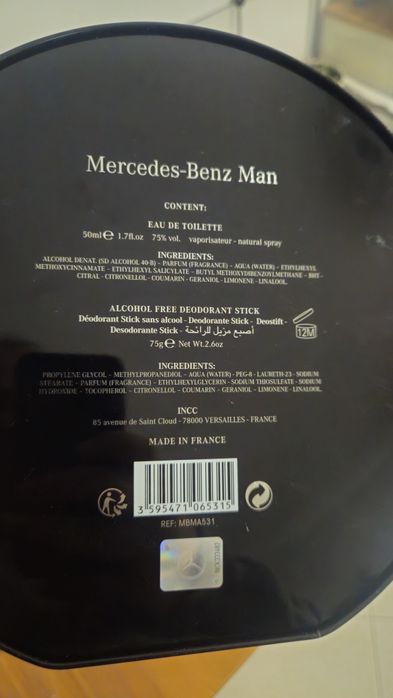 Mercedes-Benz Man
CONTENT:
EAU DE TOILETTE
50ml℮ 1.7fl.oz 75% vol. vaporisateur - natural spray
INGREDIENTS:
ALCOHOL DENAT. (SD ALCOHOL 40-B) - PARFUM (FRAGRANCE) - AQUA (WATER) - ETHYLHEXYL
METHOXYCINNAMATE - ETHYLHEXYL SALICYLATE - BUTYL METHOXYDIBENZOYLMETHANE - BHT -
CITRAL - CITRONELLOL - COUMARIN - GERANIOL - LIMONENE - LINALOOL.
ALCOHOL FREE DEODORANT STICK
Déodorant Stick sans alcool - Deodorante Stick - Deostift -
Desodorante Stick - أصبع مزيل للرائحة
12M
75g℮ Net Wt.2.6oz
INGREDIENTS:
PROPYLENE GLYCOL - METHYLPROPANEDIOL - AQUA (WATER) - PEG-8 - LAURETH-23 - SODIUM
STEARATE - PARFUM (FRAGRANCE) - ETHYLHEXYLGLYCERIN - SODIUM THIOSULFATE - SODIUM
HYDROXIDE - TOCOPHEROL - CITRONELLOL - COUMARIN - GERANIOL - LIMONENE - LINALOOL.
INCC
85 avenue de Saint Cloud - 78000 VERSAILLES - FRANCE
MADE IN FRANCE
3 595471 065315
REF: MBMA531